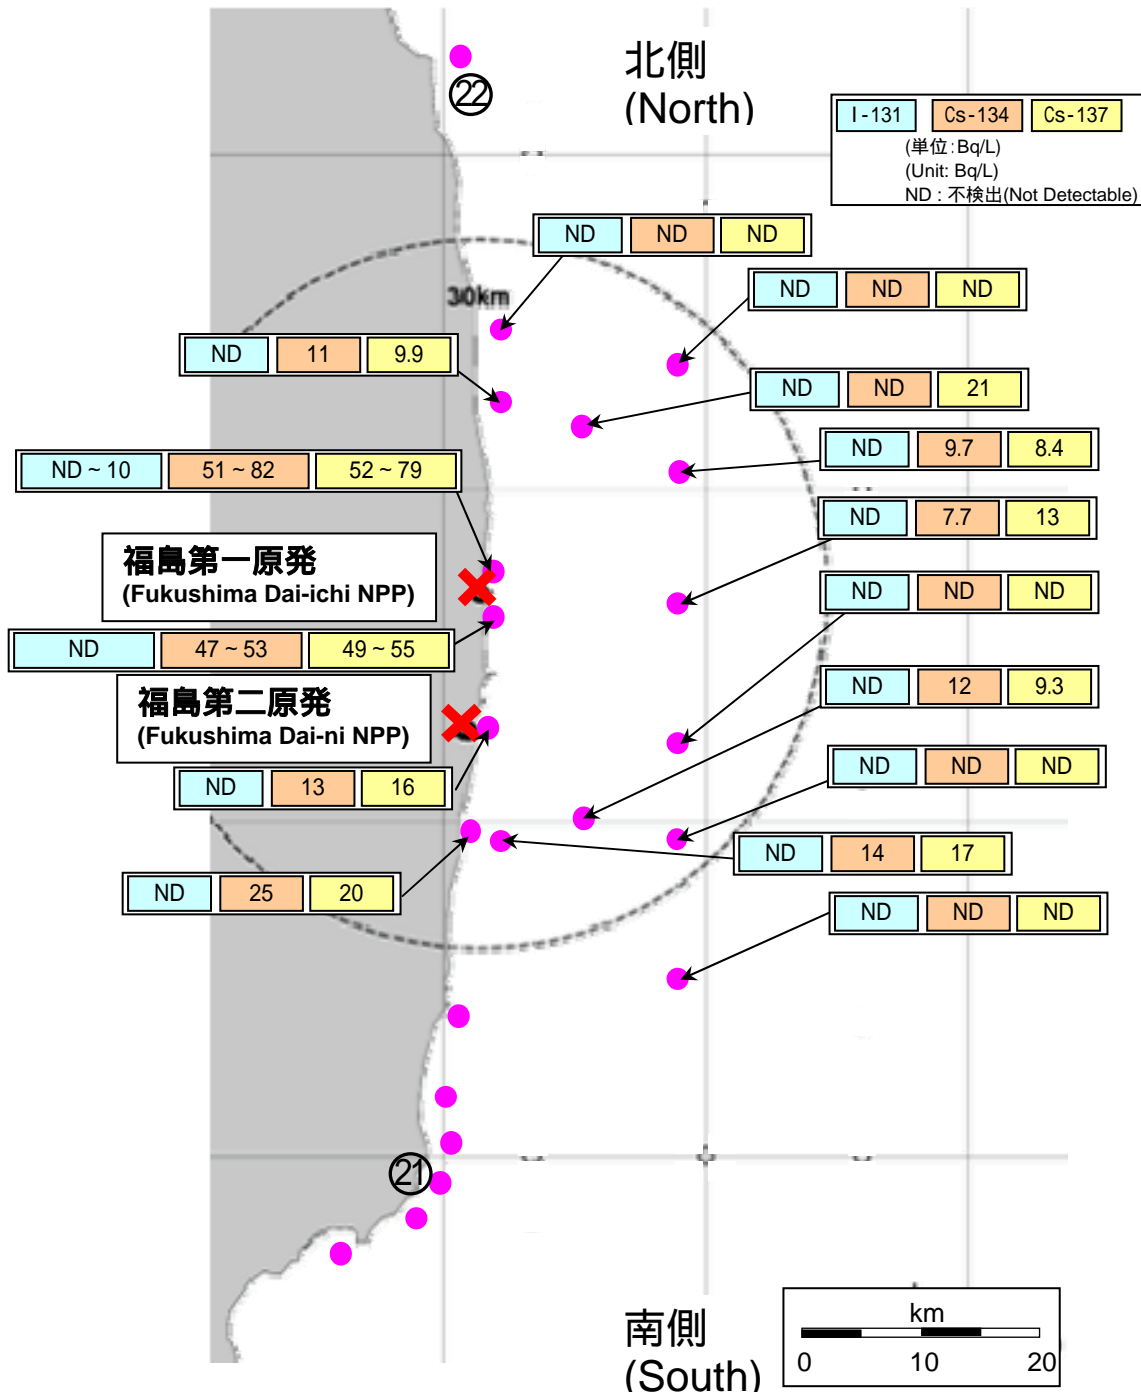 北側
(North)
㉒
I-131 Cs-134 Cs-137
(単位:Bq/L)
(Unit: Bq/L)
ND : 不検出(Not Detectable)
ND ND ND
30km
ND ND ND
ND 11 9.9
ND ND 21
ND 9.7 8.4
ND ~ 10 51 ~ 82 52 ~ 79
ND 7.7 13
福島第一原発
(Fukushima Dai-ichi NPP)
ND ND ND
ND 47 ~ 53 49 ~ 55
ND 12 9.3
福島第二原発
(Fukushima Dai-ni NPP)
ND ND ND
ND 13 16
ND 14 17
ND 25 20
ND ND ND
㉑
南側
(South)
km
0 10 20